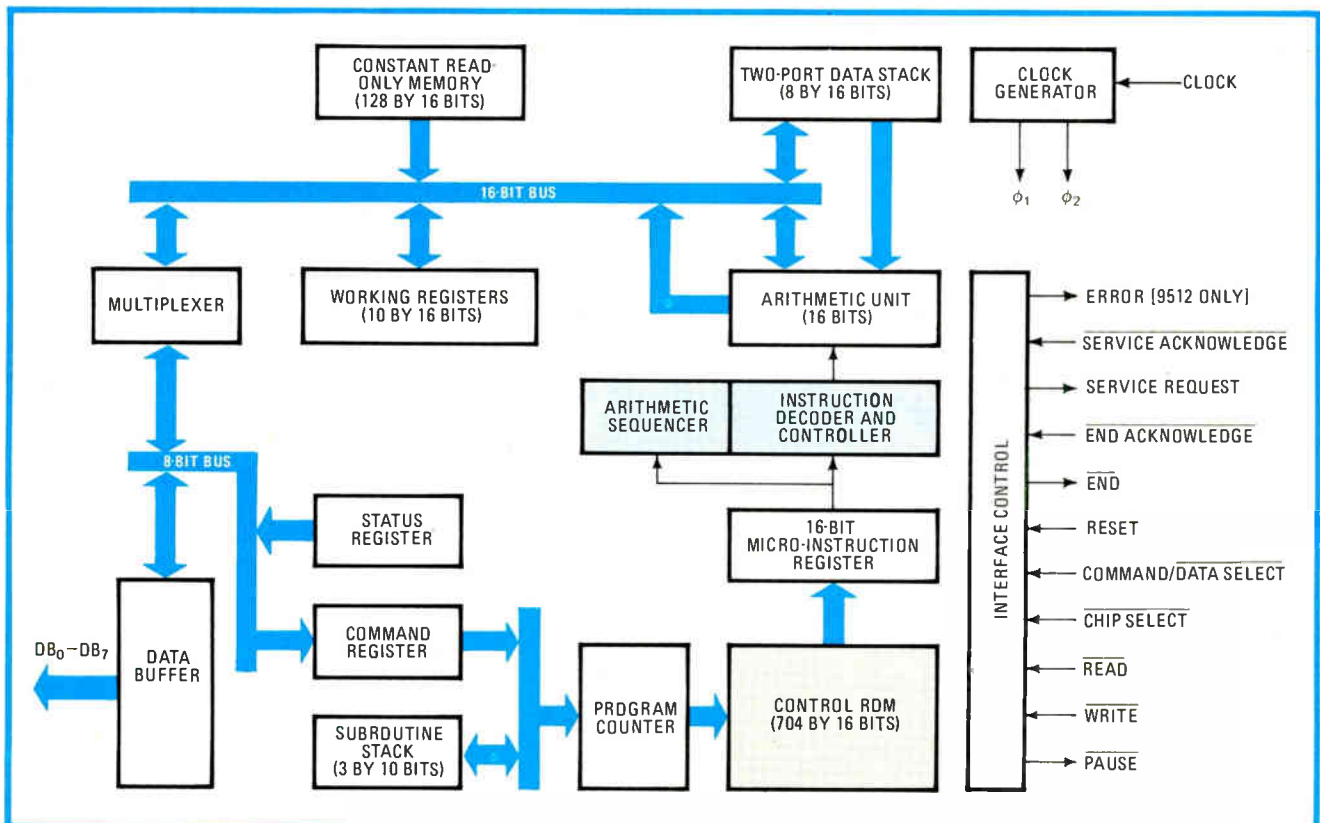 CONSTANT READ-
ONLY MEMORY
(128 BY 16 BITS)
TWO-PORT DATA STACK
(8 BY 16 BITS)
CLOCK
GENERATOR
CLOCK
ϕ1
ϕ2
16-BIT BUS
MULTIPLEXER
WORKING REGISTERS
(10 BY 16 BITS)
ARITHMETIC UNIT
(16 BITS)
ARITHMETIC
SEQUENCER
INSTRUCTION
DECODER AND
CONTROLLER
8-BIT BUS
STATUS
REGISTER
16-BIT
MICRO-INSTRUCTION
REGISTER
DB0–DB7
DATA
BUFFER
COMMAND
REGISTER
SUBROUTINE
STACK
(3 BY 10 BITS)
PROGRAM
COUNTER
CONTROL ROM
(704 BY 16 BITS)
INTERFACE CONTROL
ERROR [9512 ONLY]
SERVICE ACKNOWLEDGE
SERVICE REQUEST
END ACKNOWLEDGE
END
RESET
COMMAND/DATA SELECT
CHIP SELECT
READ
WRITE
PAUSE